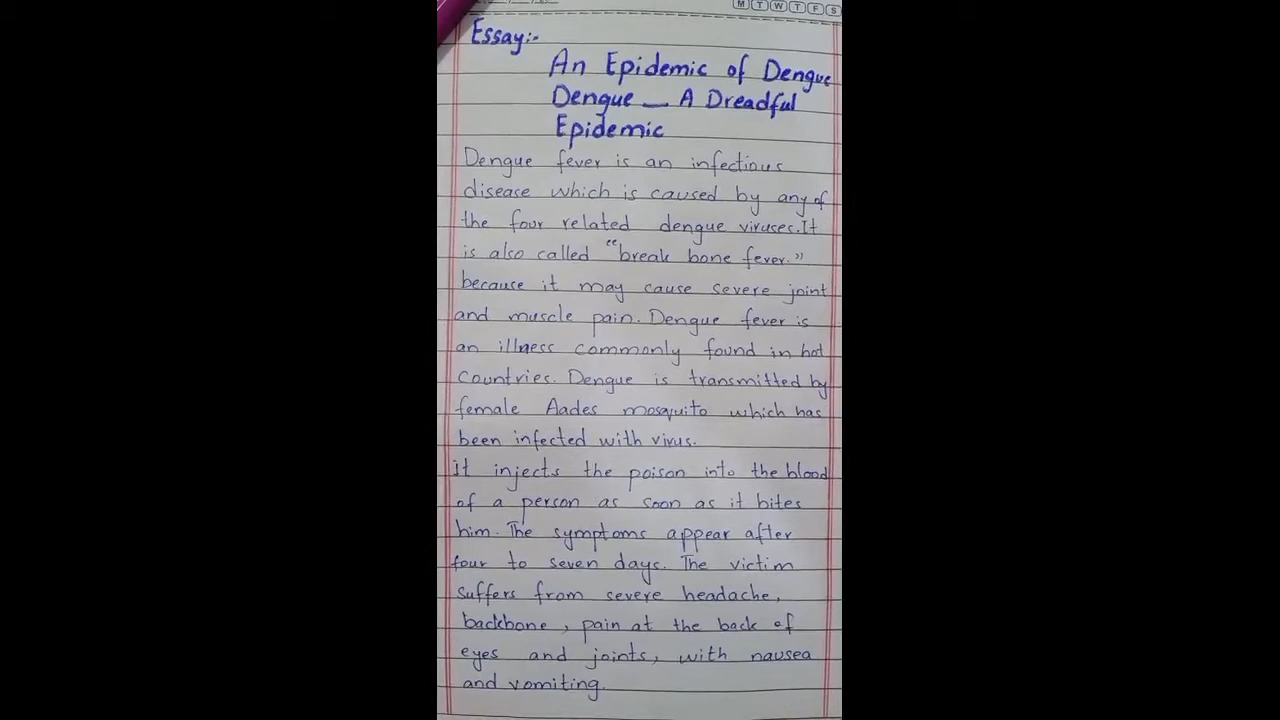 M T W T F S
Essay:-
An Epidemic of Dengue
Dengue — A Dreadful
Epidemic
Dengue fever is an infectious
disease which is caused by any of
the four related dengue viruses. It
is also called "break bone fever."
because it may cause severe joint
and muscle pain. Dengue fever is
an illness commonly found in hot
countries. Dengue is transmitted by
female Aades mosquito which has
been infected with virus.
it injects the poison into the blood
of a person as soon as it bites
him. The symptoms appear after
four to seven days. The victim
suffers from severe headache,
backbone, pain at the back of
eyes and joints, with nausea
and vomiting.